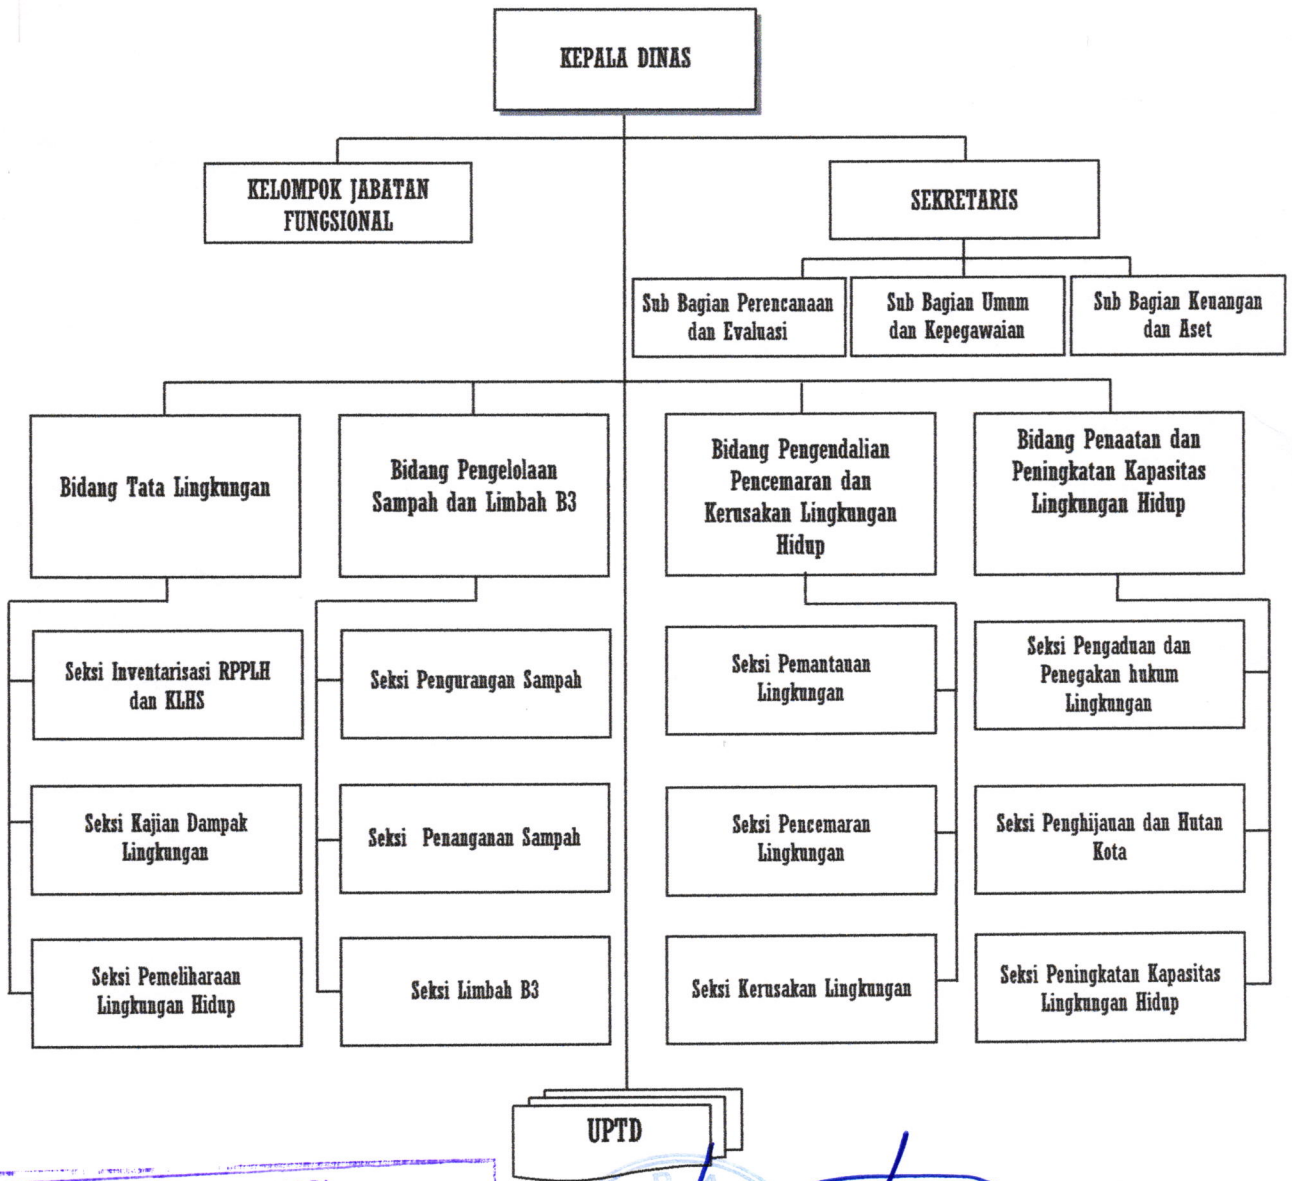 KEPALA DINAS
KELOMPOK JABATAN
FUNGSIONAL
SEKRETARIS
Sub Bagian Perencanaan
dan Evaluasi
Sub Bagian Umum
dan Kepegawaian
Sub Bagian Keuangan
dan Aset
Bidang Tata Lingkungan
Bidang Pengelolaan
Sampah dan Limbah B3
Bidang Pengendalian
Pencemaran dan
Kerusakan Lingkungan
Hidup
Bidang Penaatan dan
Peningkatan Kapasitas
Lingkungan Hidup
Seksi Inventarisasi RPPLH
dan KLHS
Seksi Pengurangan Sampah
Seksi Pemantauan
Lingkungan
Seksi Pengaduan dan
Penegakan hukum
Lingkungan
Seksi Kajian Dampak
Lingkungan
Seksi Penanganan Sampah
Seksi Pencemaran
Lingkungan
Seksi Penghijauan dan Hutan
Kota
Seksi Pemeliharaan
Lingkungan Hidup
Seksi Limbah B3
Seksi Kerusakan Lingkungan
Seksi Peningkatan Kapasitas
Lingkungan Hidup
UPTD